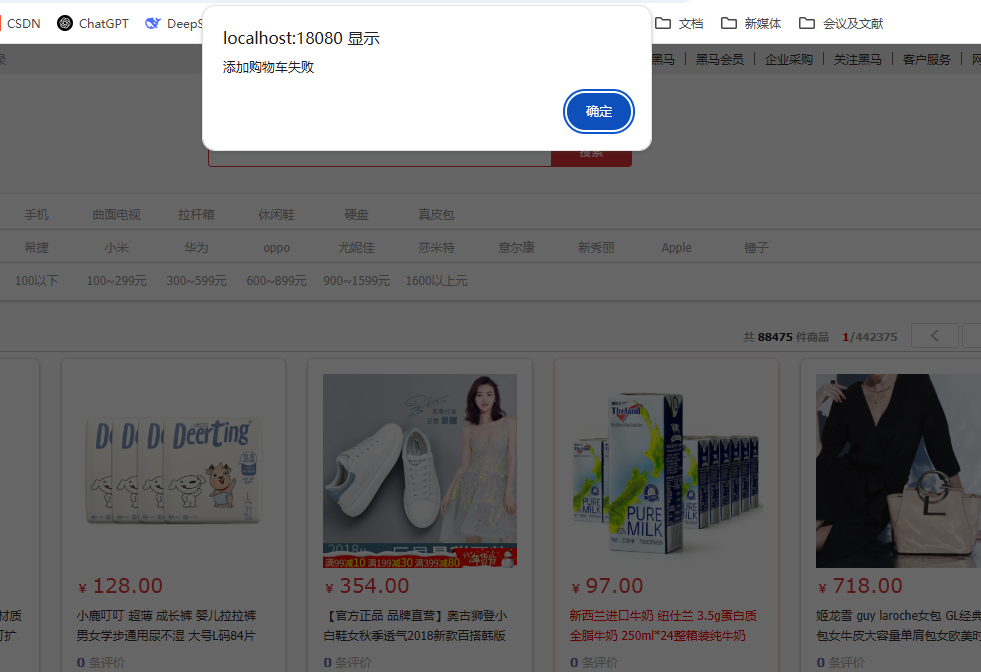 CSDN ChatGPT DeepS 文档 新媒体 会议及文献
localhost:18080 显示
添加购物车失败
确定
录 黑马 黑马会员 企业采购 关注黑马 客户服务 网
搜索
手机 曲面电视 拉杆箱 休闲鞋 硬盘 真皮包
希捷 小米 华为 oppo 尤妮佳 莎米特 意尔康 新秀丽 Apple 锤子
100以下 100~299元 300~599元 600~899元 900~1599元 1600以上元
共 88475 件商品 1/442375 <
Deerting
Theland
PURE MILK
满99减10 满199减30 满399减80
¥ 128.00 ¥ 354.00 ¥ 97.00 ¥ 718.00
材质 小鹿叮叮 超薄 成长裤 婴儿拉拉裤 【官方正品 品牌直营】奥古狮登小 新西兰进口牛奶 纽仕兰 3.5g蛋白质 姬龙雪 guy laroche女包 GL经典
可扩 男女学步通用尿不湿 大号L码84片 白鞋女秋季透气2018新款百搭韩版 全脂牛奶 250ml*24整箱装纯牛奶 包女牛皮大容量单肩包女欧美时
0 条评价 0 条评价 0 条评价 0 条评价